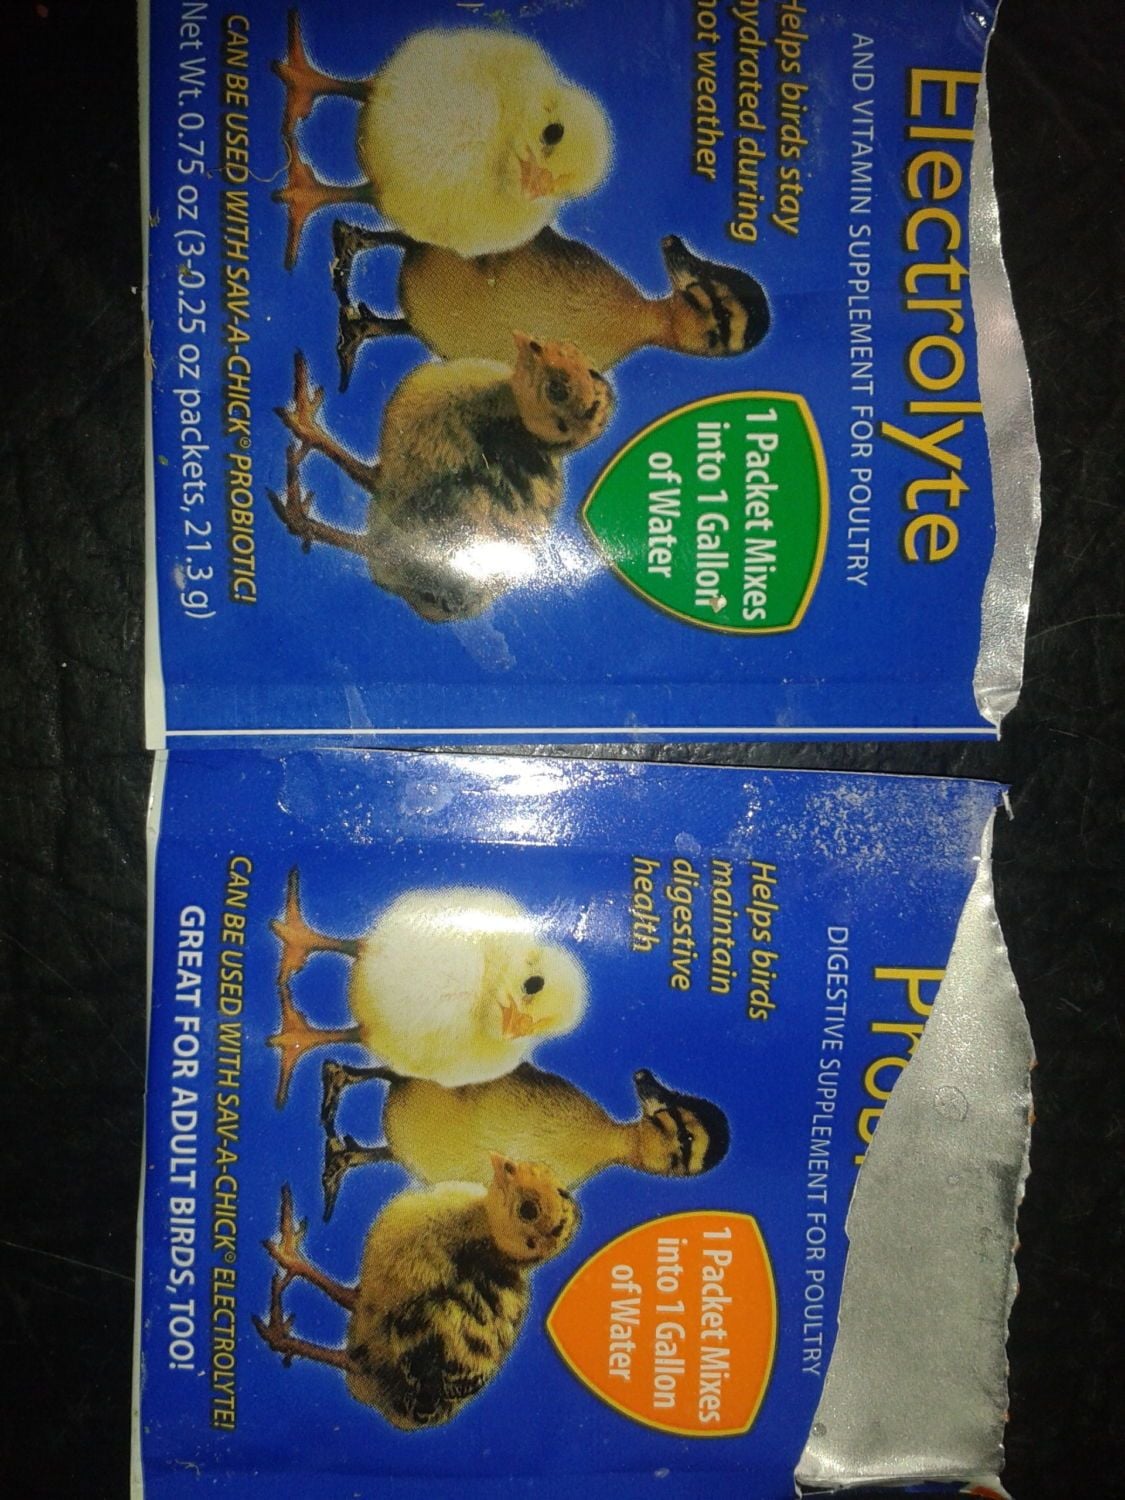 Electrolyte
AND VITAMIN SUPPLEMENT FOR POULTRY
Helps birds stay
hydrated during
hot weather
1 Packet Mixes
into 1 Gallon
of Water
CAN BE USED WITH SAV-A-CHICK® PROBIOTIC!
Net Wt. 0.75 oz (3-0.25 oz packets, 21.3 g)
DIGESTIVE SUPPLEMENT FOR POULTRY
Helps birds
maintain
digestive
health
1 Packet Mixes
into 1 Gallon
of Water
CAN BE USED WITH SAV-A-CHICK® ELECTROLYTE!
GREAT FOR ADULT BIRDS, TOO!